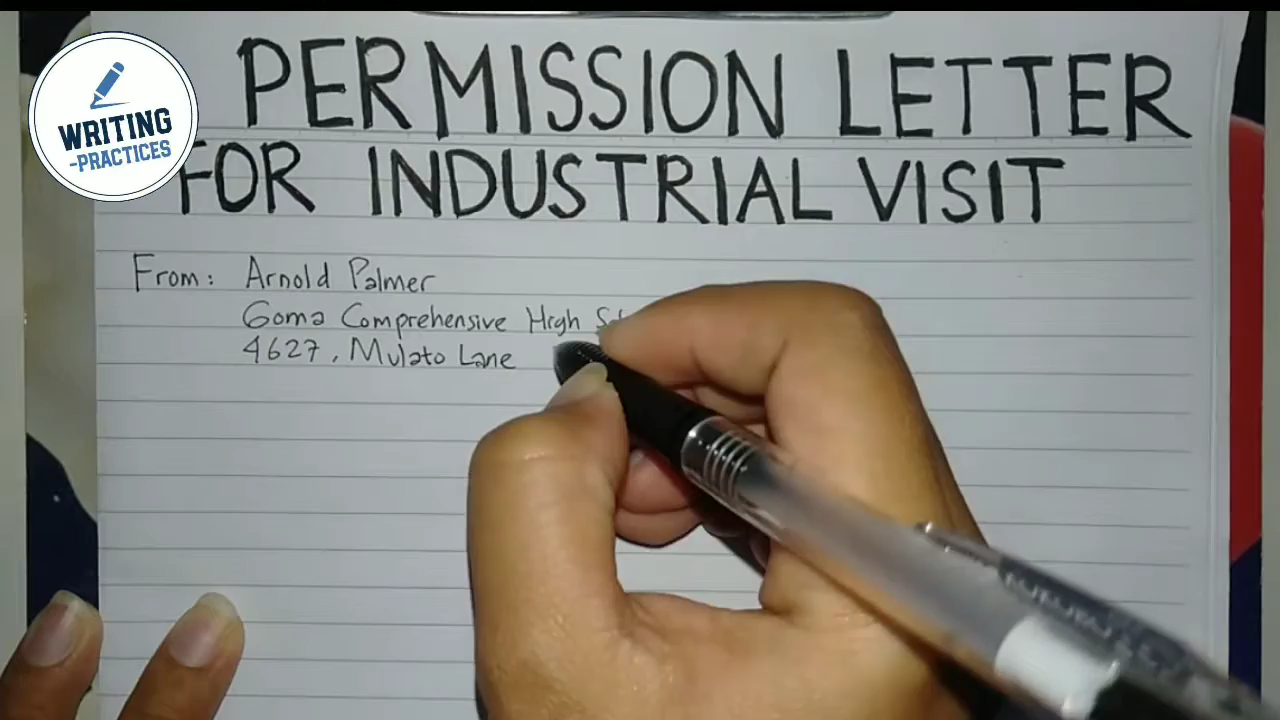 WRITING
-PRACTICES
PERMISSION LETTER
FOR INDUSTRIAL VISIT
From: Arnold Palmer
Goma Comprehensive High
4627, Mulato Lane